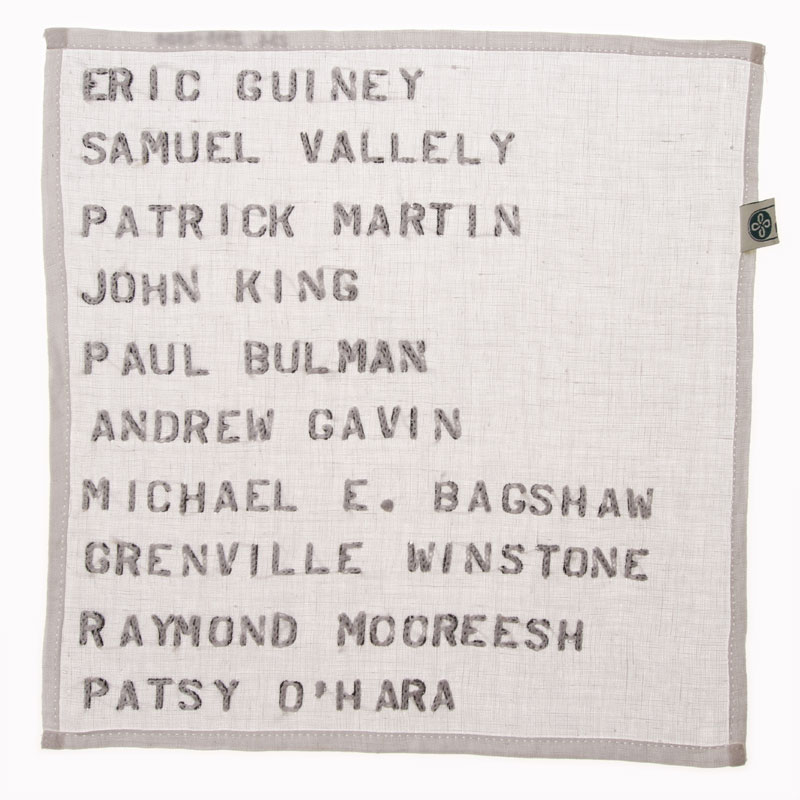 ERIC GUINEY
SAMUEL VALLELY
PATRICK MARTIN
JOHN KING
PAUL BULMAN
ANDREW GAVIN
MICHAEL E. BAGSHAW
GRENVILLE WINSTONE
RAYMOND MCCREESH
PATSY O'HARA